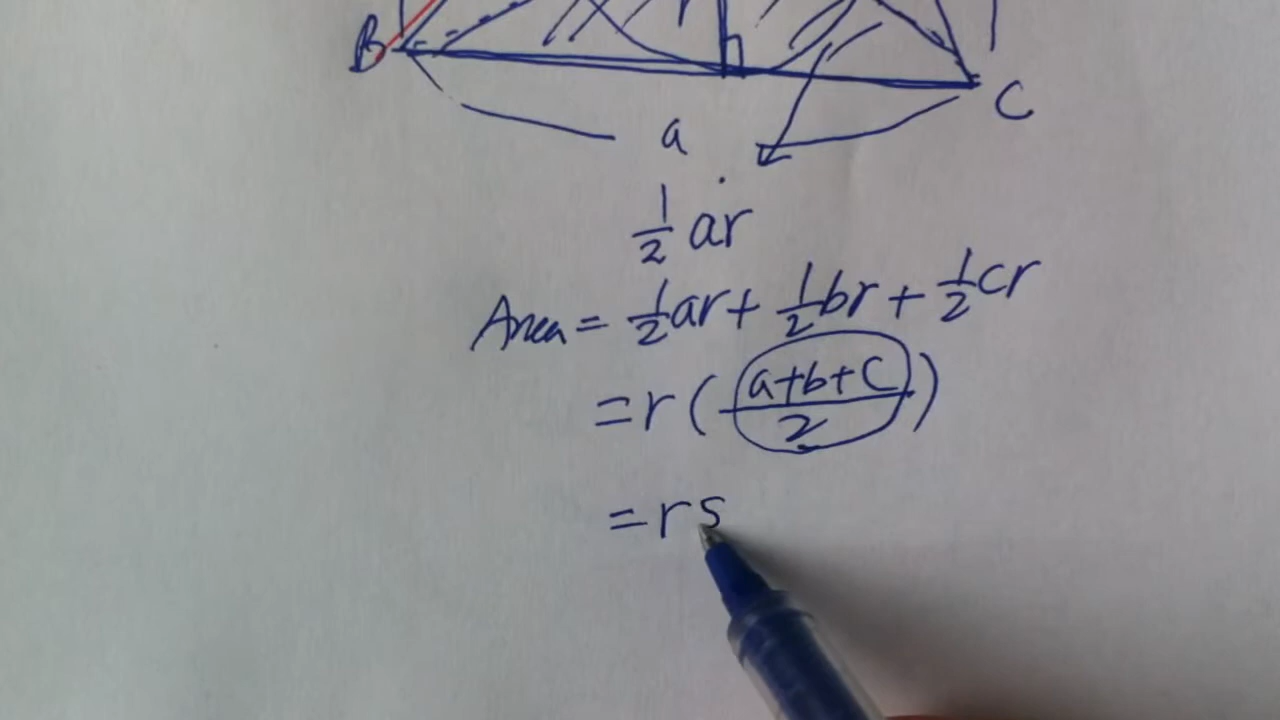 B
C
a
1/2 ar
Area = 1/2 ar + 1/2 br + 1/2 cr
= r ( (a+b+c)/2 )
= rs